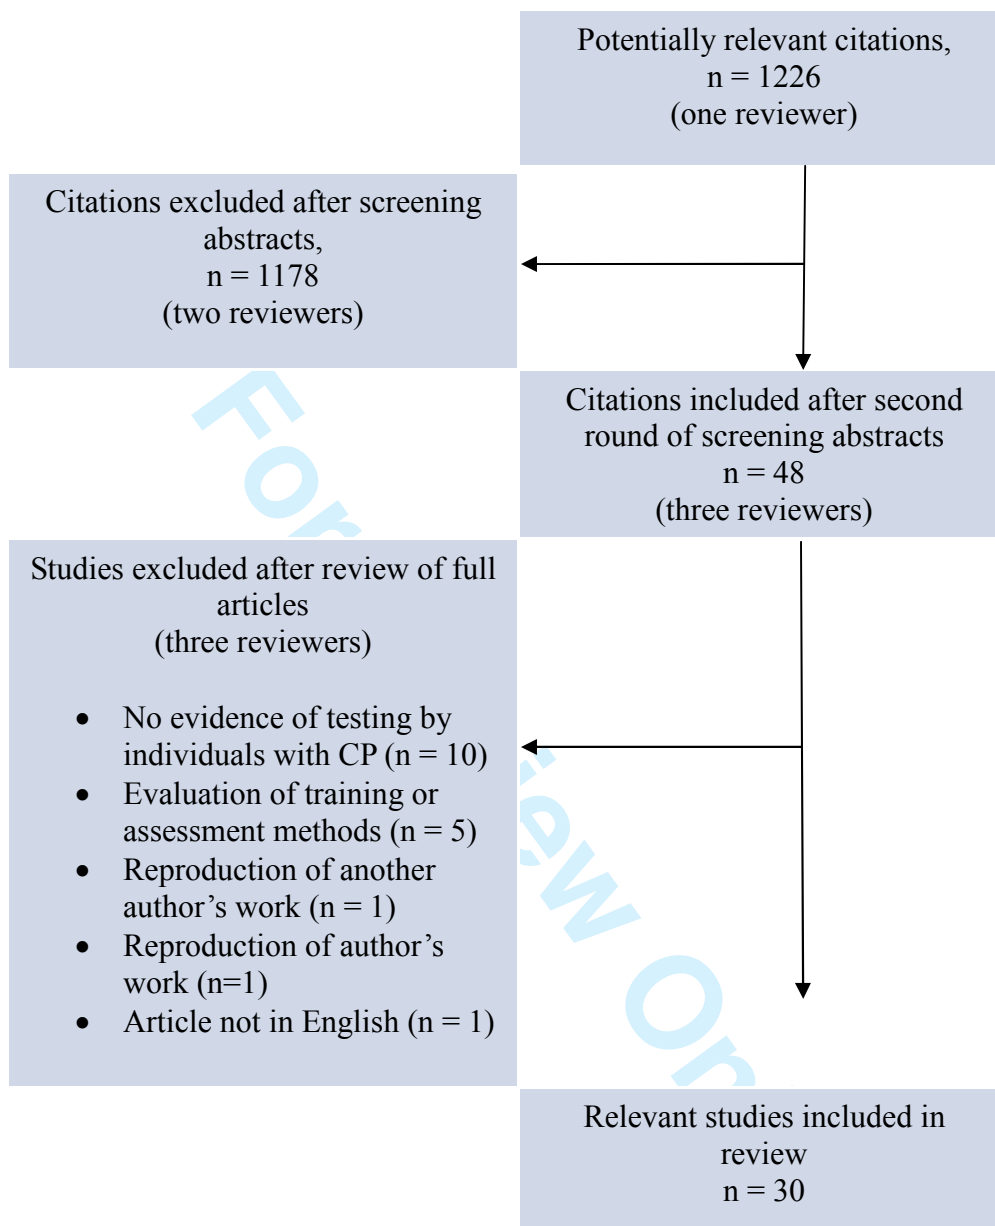 Potentially relevant citations,
n = 1226
(one reviewer)
Citations excluded after screening
abstracts,
n = 1178
(two reviewers)
Citations included after second
round of screening abstracts
n = 48
(three reviewers)
Studies excluded after review of full
articles
(three reviewers)
• No evidence of testing by
individuals with CP (n = 10)
• Evaluation of training or
assessment methods (n = 5)
• Reproduction of another
author’s work (n = 1)
• Reproduction of author’s
work (n=1)
• Article not in English (n = 1)
Relevant studies included in
review
n = 30
For